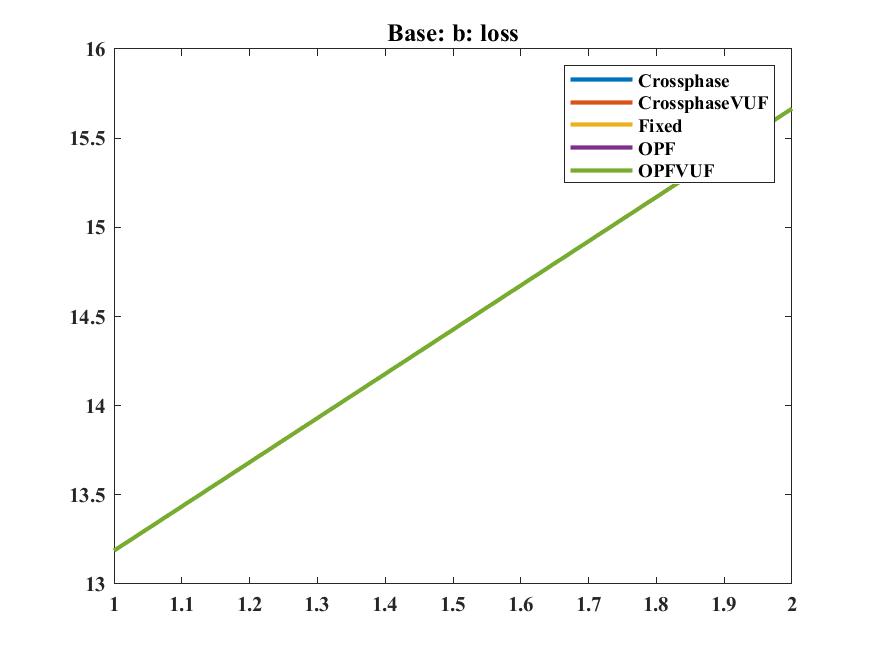 Base: b: loss
16
15.5
15
14.5
14
13.5
13
1 1.1 1.2 1.3 1.4 1.5 1.6 1.7 1.8 1.9 2
Crossphase
CrossphaseVUF
Fixed
OPF
OPFVUF